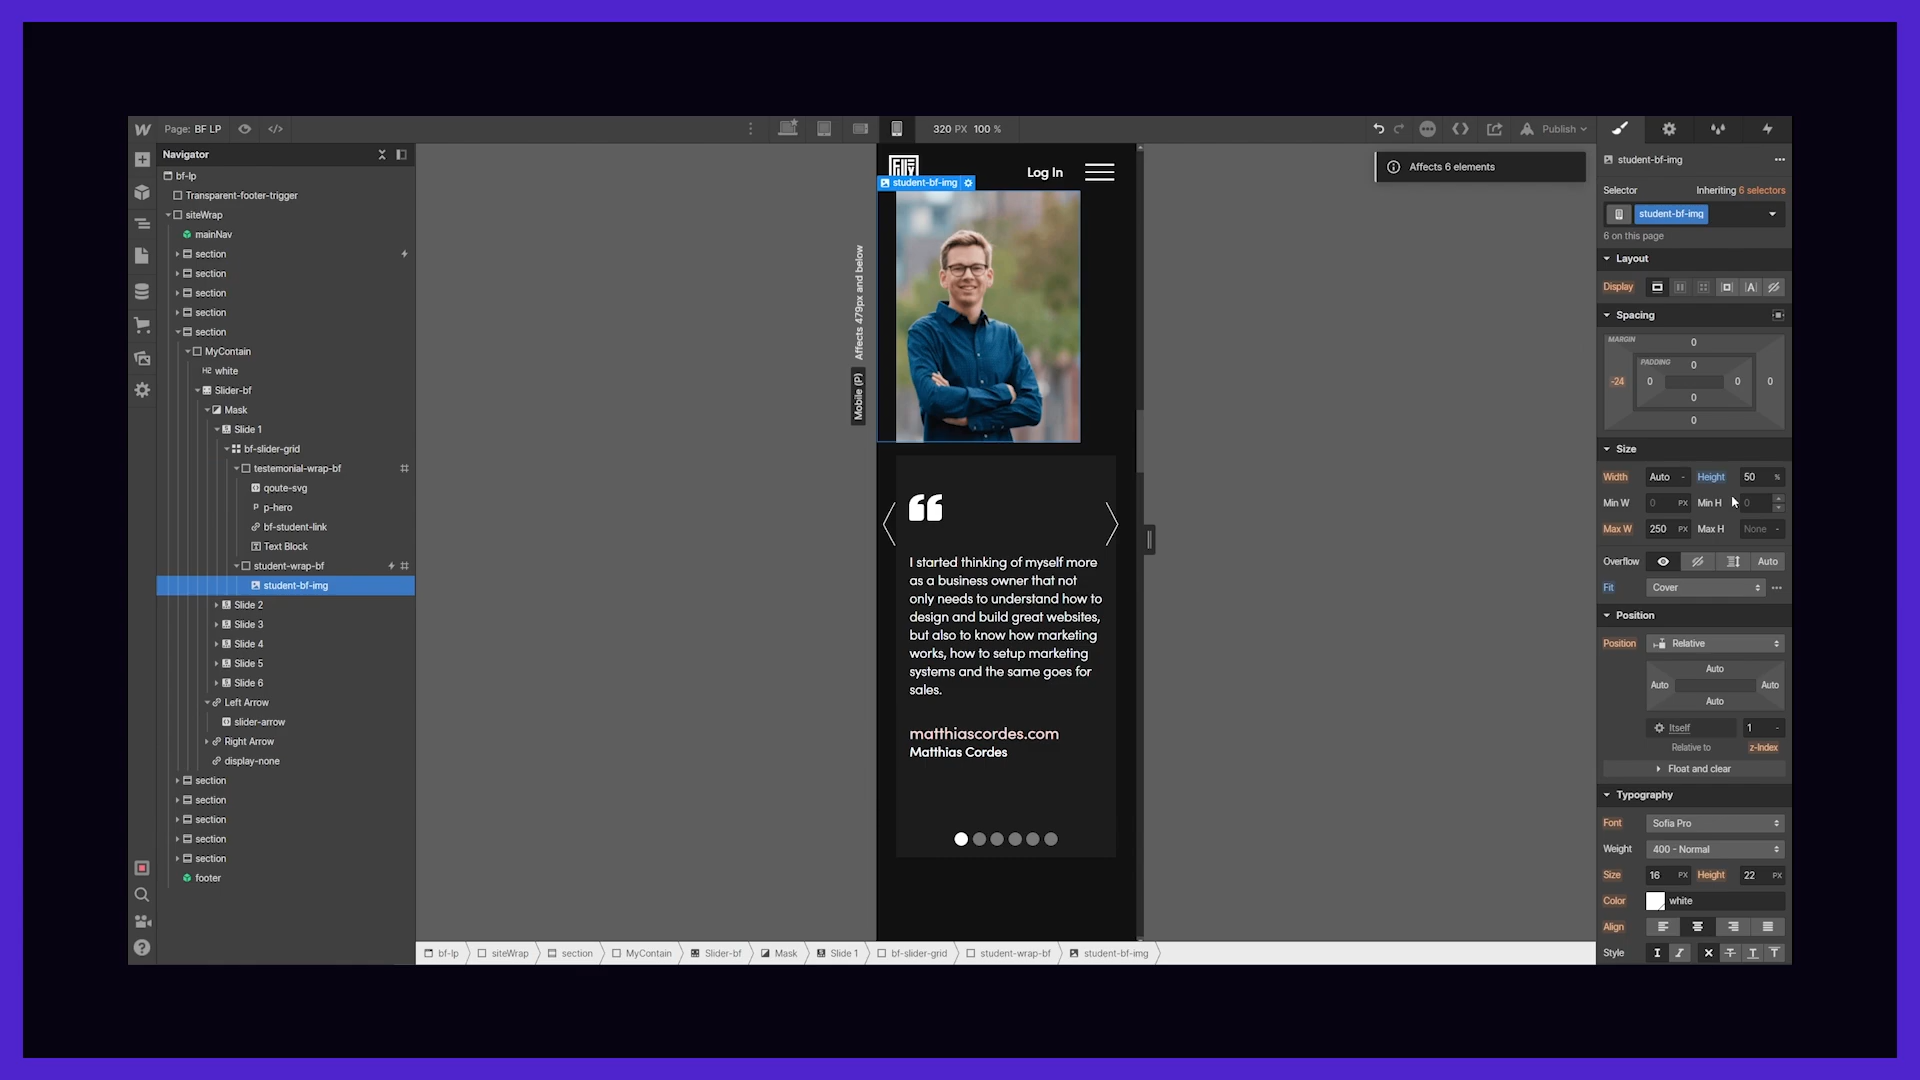 Page: BF LP
320 PX 100 %
Publish
Navigator
bf-lp
Transparent-footer-trigger
siteWrap
mainNav
section
section
section
section
section
MyContain
H2 white
Slider-bf
Mask
Slide 1
bf-slider-grid
testemonial-wrap-bf
qoute-svg
P p-hero
bf-student-link
Text Block
student-wrap-bf
student-bf-img
Slide 2
Slide 3
Slide 4
Slide 5
Slide 6
Left Arrow
slider-arrow
Right Arrow
display-none
section
section
section
section
section
footer
Affects 479px and below
Mobile (P)
Log In
student-bf-img
I started thinking of myself more
as a business owner that not
only needs to understand how to
design and build great websites,
but also to know how marketing
works, how to setup marketing
systems and the same goes for
sales.
matthiascordes.com
Matthias Cordes
bf-lp siteWrap section MyContain Slider-bf Mask Slide 1 bf-slider-grid student-wrap-bf student-bf-img
Affects 6 elements
student-bf-img
Selector Inheriting 6 selectors
student-bf-img
6 on this page
Layout
Display
Spacing
MARGIN
0
PADDING
0
-24 0 0 0
0
0
Size
Width Auto - Height 50 %
Min W 0 PX Min H 0
Max W 250 PX Max H None -
Overflow Auto
Fit Cover
Position
Position Relative
Auto
Auto Auto
Auto
Itself 1 -
Relative to z-Index
Float and clear
Typography
Font Sofia Pro
Weight 400 - Normal
Size 16 PX Height 22 PX
Color white
Align
Style